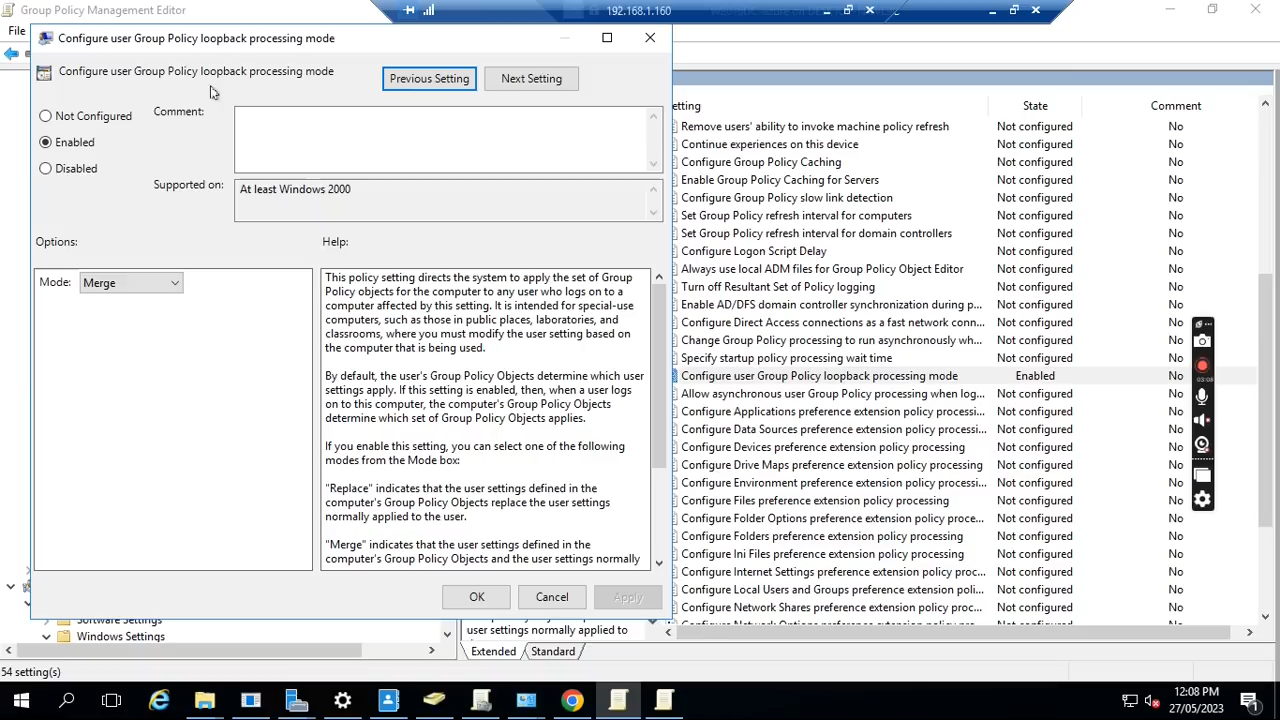 Group Policy Management Editor
192.168.1.160
File
Configure user Group Policy loopback processing mode
Configure user Group Policy loopback processing mode
Previous Setting
Next Setting
Not Configured
Enabled
Disabled
Comment:
Supported on:
At least Windows 2000
Options:
Help:
Mode:
Merge
This policy setting directs the system to apply the set of Group
Policy objects for the computer to any user who logs on to a
computer affected by this setting. It is intended for special-use
computers, such as those in public places, laboratories, and
classrooms, where you must modify the user setting based on
the computer that is being used.
By default, the user's Group Policy Objects determine which user
settings apply. If this setting is enabled, then, when a user logs
on to this computer, the computer's Group Policy Objects
determine which set of Group Policy Objects applies.
If you enable this setting, you can select one of the following
modes from the Mode box:
"Replace" indicates that the user settings defined in the
computer's Group Policy Objects replace the user settings
normally applied to the user.
"Merge" indicates that the user settings defined in the
computer's Group Policy Objects and the user settings normally
OK
Cancel
Apply
etting State Comment
Remove users' ability to invoke machine policy refresh Not configured No
Continue experiences on this device Not configured No
Configure Group Policy Caching Not configured No
Enable Group Policy Caching for Servers Not configured No
Configure Group Policy slow link detection Not configured No
Set Group Policy refresh interval for computers Not configured No
Set Group Policy refresh interval for domain controllers Not configured No
Configure Logon Script Delay Not configured No
Always use local ADM files for Group Policy Object Editor Not configured No
Turn off Resultant Set of Policy logging Not configured No
Enable AD/DFS domain controller synchronization during p... Not configured No
Configure Direct Access connections as a fast network conn... Not configured No
Change Group Policy processing to run asynchronously wh... Not configured No
Specify startup policy processing wait time Not configured No
Configure user Group Policy loopback processing mode Enabled No
Allow asynchronous user Group Policy processing when log... Not configured No
Configure Applications preference extension policy processi... Not configured No
Configure Data Sources preference extension policy proces... Not configured No
Configure Devices preference extension policy processing Not configured No
Configure Drive Maps preference extension policy processing Not configured No
Configure Environment preference extension policy proces... Not configured No
Configure Files preference extension policy processing Not configured No
Configure Folder Options preference extension policy proce... Not configured No
Configure Folders preference extension policy processing Not configured No
Configure Ini Files preference extension policy processing Not configured No
Configure Internet Settings preference extension policy proc... Not configured No
Configure Local Users and Groups preference extension poli... Not configured No
Configure Network Shares preference extension policy proce... Not configured No
03:08
Software Settings
Windows Settings
user settings normally applied to
Extended
Standard
54 setting(s)
12:08 PM
27/05/2023
1